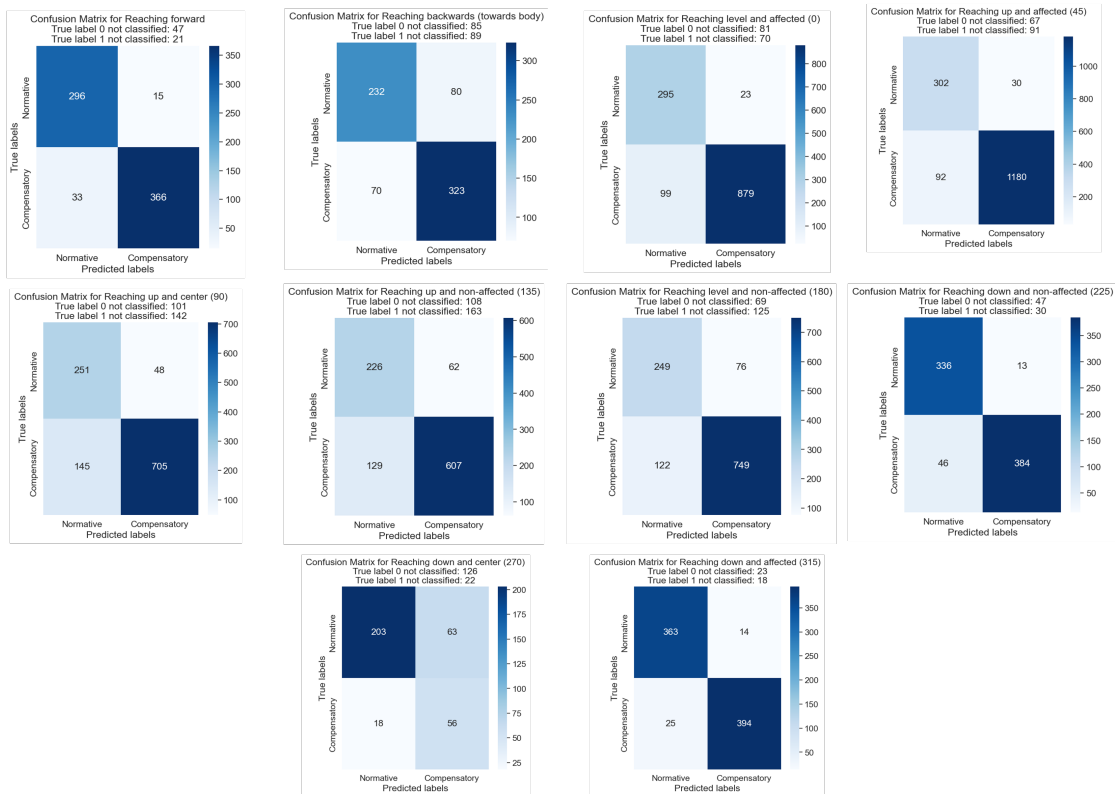 Confusion Matrix for Reaching forward
True label 0 not classified: 47
True label 1 not classified: 21
296
15
33
366
350
300
250
200
150
100
50
True labels
Normative
Compensatory
Normative
Compensatory
Predicted labels
Confusion Matrix for Reaching backwards (towards body)
True label 0 not classified: 85
True label 1 not classified: 89
232
80
70
323
300
250
200
150
100
True labels
Normative
Compensatory
Normative
Compensatory
Predicted labels
Confusion Matrix for Reaching level and affected (0)
True label 0 not classified: 81
True label 1 not classified: 70
295
23
99
879
800
700
600
500
400
300
200
100
True labels
Normative
Compensatory
Normative
Compensatory
Predicted labels
Confusion Matrix for Reaching up and affected (45)
True label 0 not classified: 67
True label 1 not classified: 91
302
30
92
1180
1000
800
600
400
200
True labels
Normative
Compensatory
Normative
Compensatory
Predicted labels
Confusion Matrix for Reaching up and center (90)
True label 0 not classified: 101
True label 1 not classified: 142
251
48
145
705
700
600
500
400
300
200
100
True labels
Normative
Compensatory
Normative
Compensatory
Predicted labels
Confusion Matrix for Reaching up and non-affected (135)
True label 0 not classified: 108
True label 1 not classified: 163
226
62
129
607
600
500
400
300
200
100
True labels
Normative
Compensatory
Normative
Compensatory
Predicted labels
Confusion Matrix for Reaching level and non-affected (180)
True label 0 not classified: 69
True label 1 not classified: 125
249
76
122
749
700
600
500
400
300
200
100
True labels
Normative
Compensatory
Normative
Compensatory
Predicted labels
Confusion Matrix for Reaching down and non-affected (225)
True label 0 not classified: 47
True label 1 not classified: 30
336
13
46
384
350
300
250
200
150
100
50
True labels
Normative
Compensatory
Normative
Compensatory
Predicted labels
Confusion Matrix for Reaching down and center (270)
True label 0 not classified: 126
True label 1 not classified: 22
203
63
18
56
200
175
150
125
100
75
50
25
True labels
Normative
Compensatory
Normative
Compensatory
Predicted labels
Confusion Matrix for Reaching down and affected (315)
True label 0 not classified: 23
True label 1 not classified: 18
363
14
25
394
350
300
250
200
150
100
50
True labels
Normative
Compensatory
Normative
Compensatory
Predicted labels